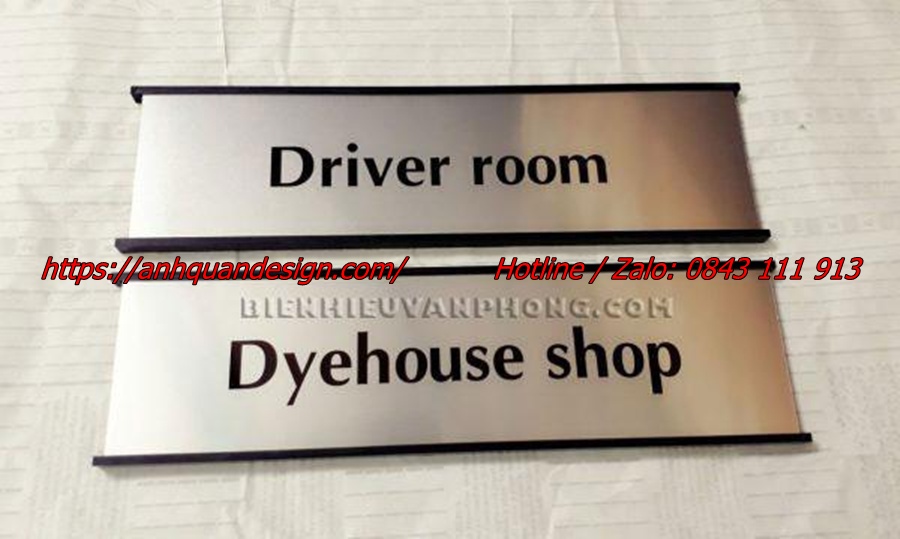 Driver room
https://anhquandesign.com/ Hotline / Zalo: 0843 111 913
BIENHIEUVANPHONG.COM
Dyehouse shop